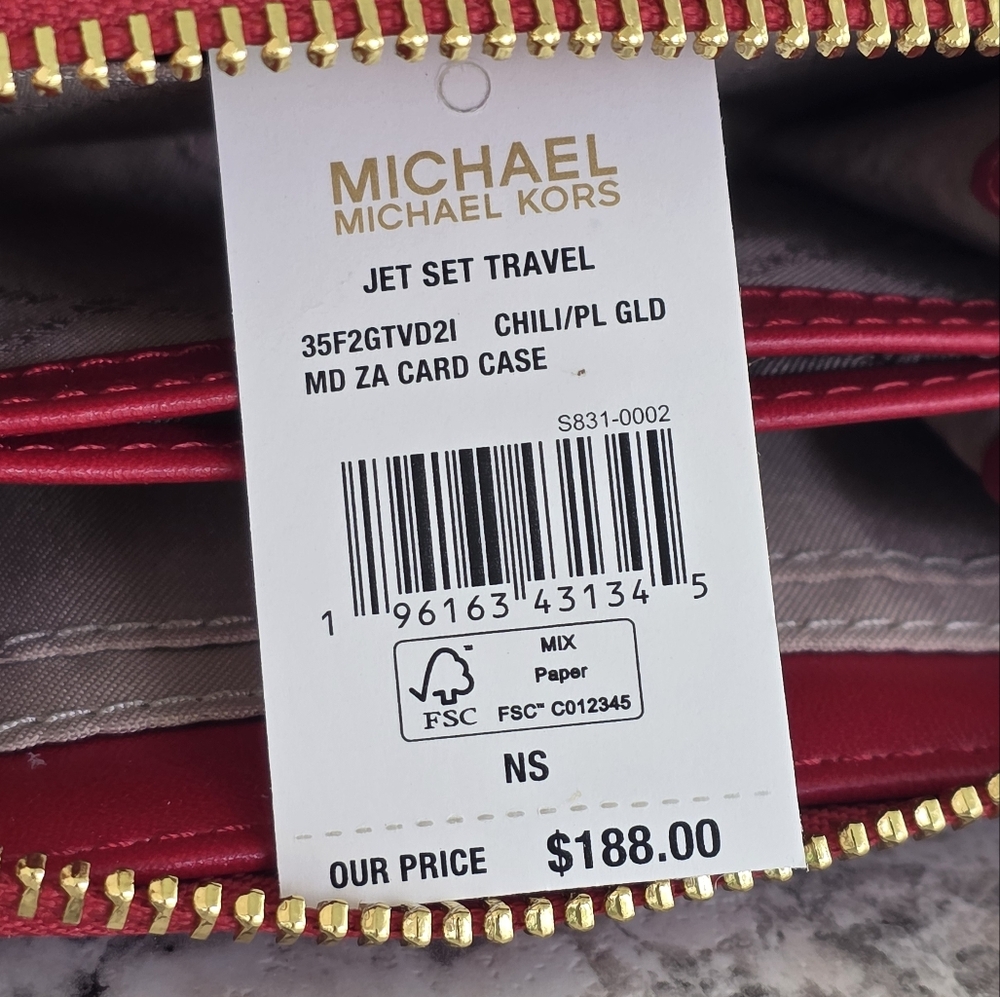 MICHAEL
MICHAEL KORS
JET SET TRAVEL
35F2GTVD2I CHILI/PL GLD
MD ZA CARD CASE
S831-0002
1 96163 43134 5
FSC™
MIX
Paper
FSC™ C012345
NS
OUR PRICE $188.00